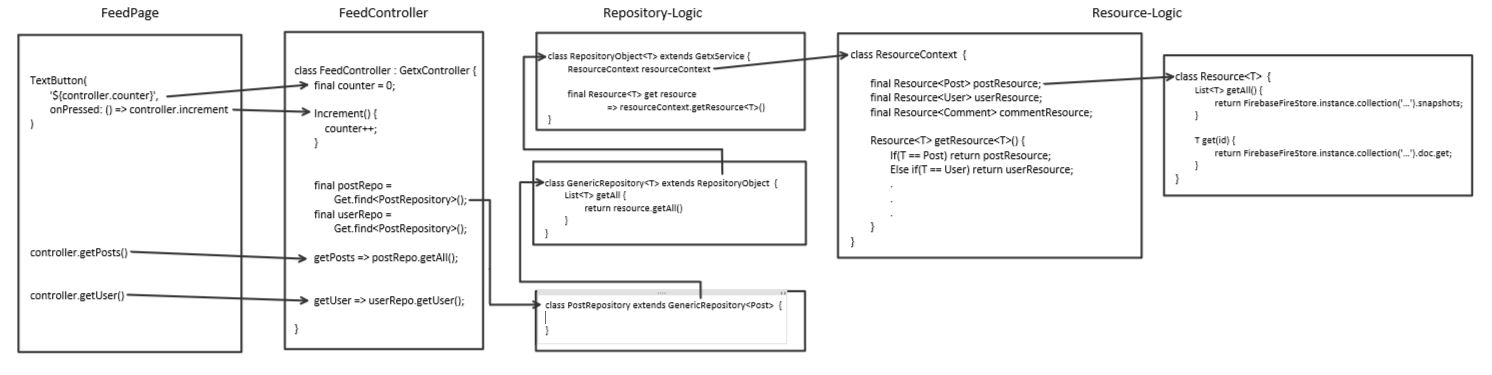 FeedPage
TextButton(
'${controller.counter}',
onPressed: () => controller.increment
)
controller.getPosts()
controller.getUser()
FeedController
class FeedController : GetxController {
final counter = 0;
Increment() {
counter++;
}
final postRepo =
Get.find<PostRepository>();
final userRepo =
Get.find<PostRepository>();
getPosts => postRepo.getAll();
getUser => userRepo.getUser();
}
Repository-Logic
class RepositoryObject<T> extends GetxService {
ResourceContext resourceContext
final Resource<T> get resource
=> resourceContext.getResource<T>()
}
class GenericRepository<T> extends RepositoryObject {
List<T> getAll {
return resource.getAll()
}
}
class PostRepository extends GenericRepository<Post> {
}
Resource-Logic
class ResourceContext {
final Resource<Post> postResource;
final Resource<User> userResource;
final Resource<Comment> commentResource;
Resource<T> getResource<T>() {
If(T == Post) return postResource;
Else if(T == User) return userResource;
.
.
.
}
}
class Resource<T> {
List<T> getAll() {
return FirebaseFireStore.instance.collection('...').snapshots;
}
T get(id) {
return FirebaseFireStore.instance.collection('...').doc.get;
}
}